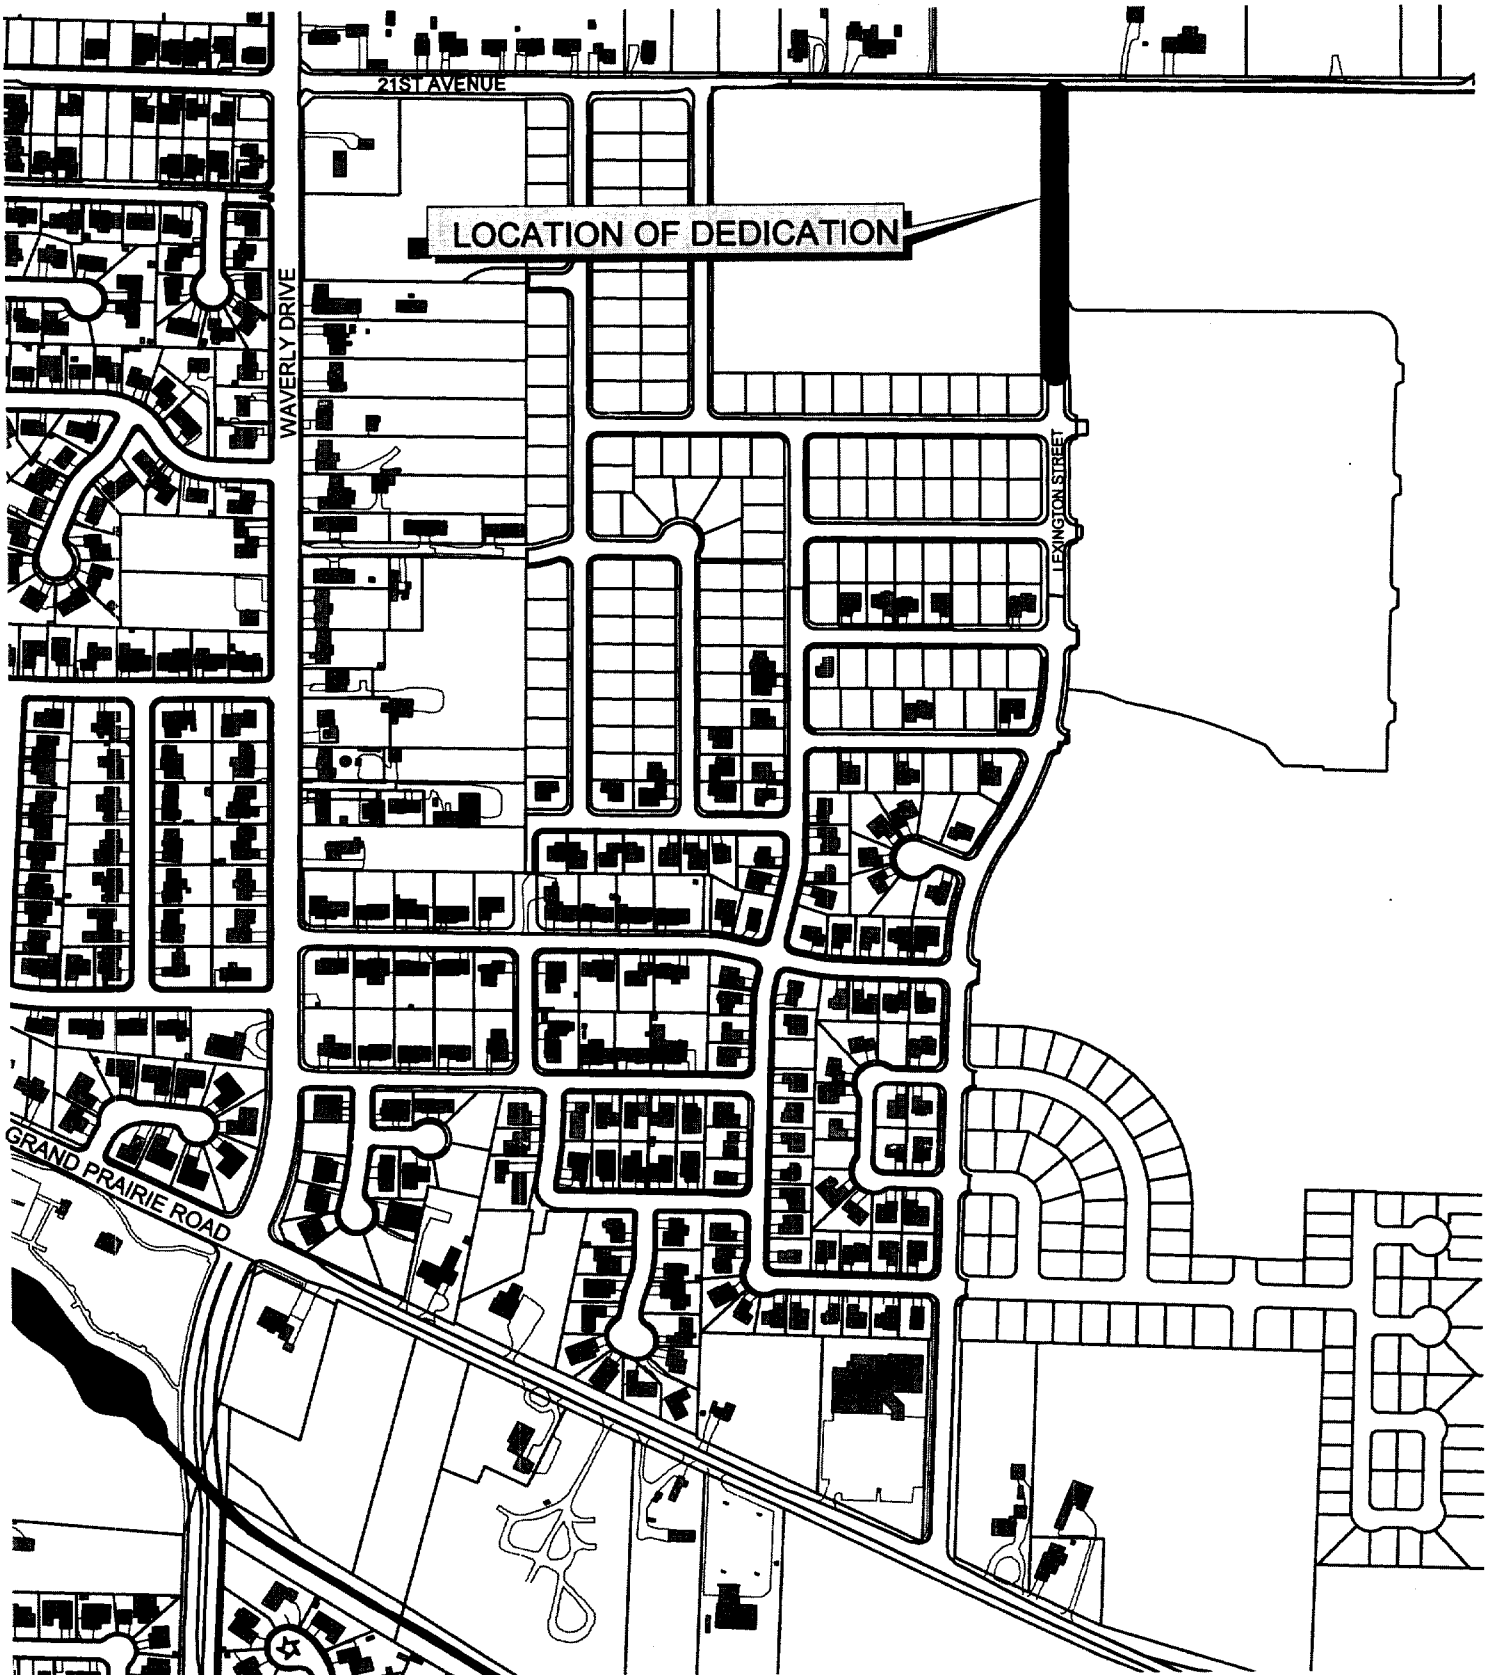 21ST AVENUE
LOCATION OF DEDICATION
WAVERLY DRIVE
LEXINGTON STREET
GRAND PRAIRIE ROAD